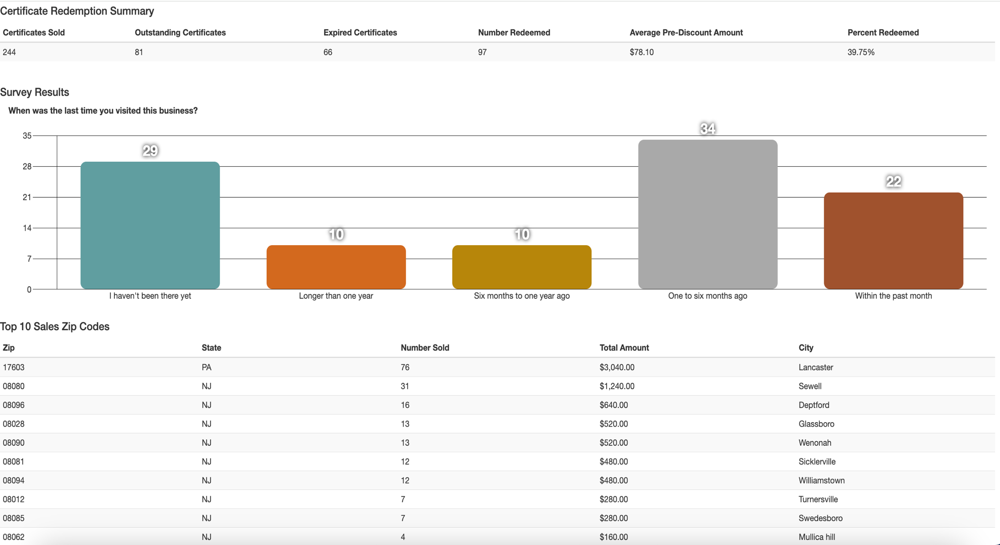 Certificate Redemption Summary
Certificates Sold Outstanding Certificates Expired Certificates Number Redeemed Average Pre-Discount Amount Percent Redeemed
244 81 66 97 $78.10 39.75%
Survey Results
When was the last time you visited this business?
34
35
29
28
22
21
14
10 10
7
0
I haven't been there yet Longer than one year Six months to one year ago One to six months ago Within the past month
Top 10 Sales Zip Codes
Zip State Number Sold Total Amount City
17603 PA 76 $3,040.00 Lancaster
08080 NJ 31 $1,240.00 Sewell
08096 NJ 16 $640.00 Deptford
08028 NJ 13 $520.00 Glassboro
08090 NJ 13 $520.00 Wenonah
08081 NJ 12 $480.00 Sicklerville
08094 NJ 12 $480.00 Williamstown
08012 NJ 7 $280.00 Turnersville
08085 NJ 7 $280.00 Swedesboro
08062 NJ 4 $160.00 Mullica hill